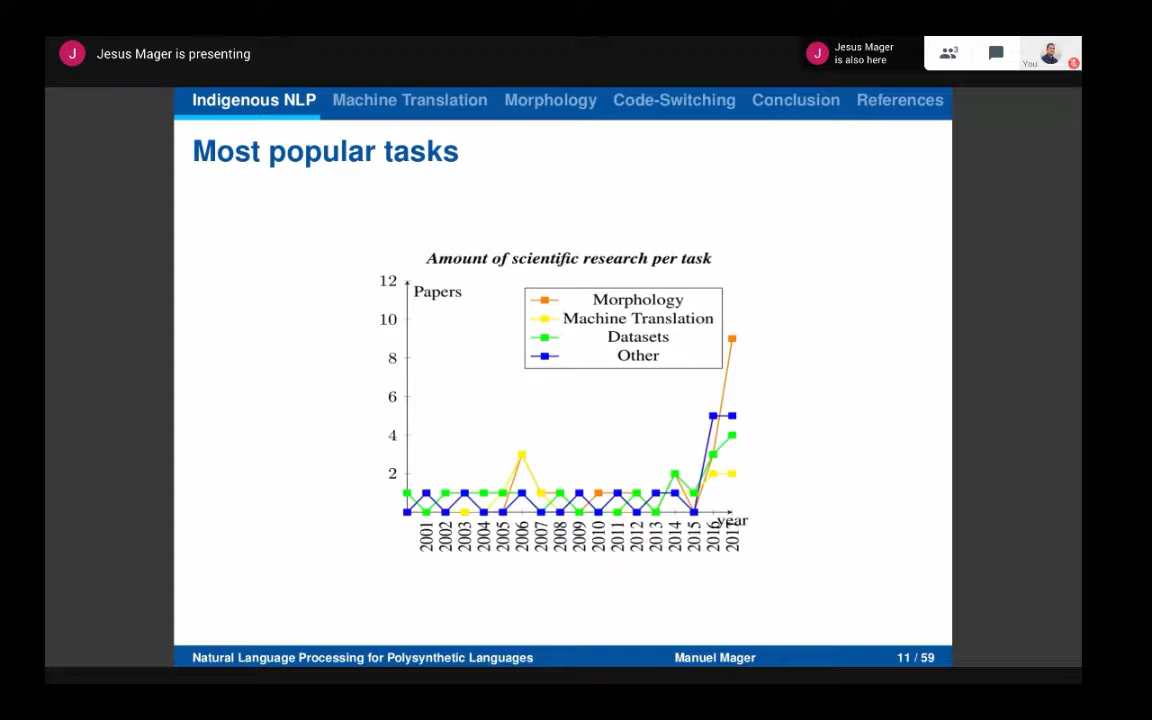 J Jesus Mager is presenting
J Jesus Mager is also here
3
You
Indigenous NLP Machine Translation Morphology Code-Switching Conclusion References
Most popular tasks
Amount of scientific research per task
Papers
12
10
8
6
4
2
Morphology
Machine Translation
Datasets
Other
2001 2002 2003 2004 2005 2006 2007 2008 2009 2010 2011 2012 2013 2014 2015 2016 2017
year
Natural Language Processing for Polysynthetic Languages Manuel Mager 11 / 59